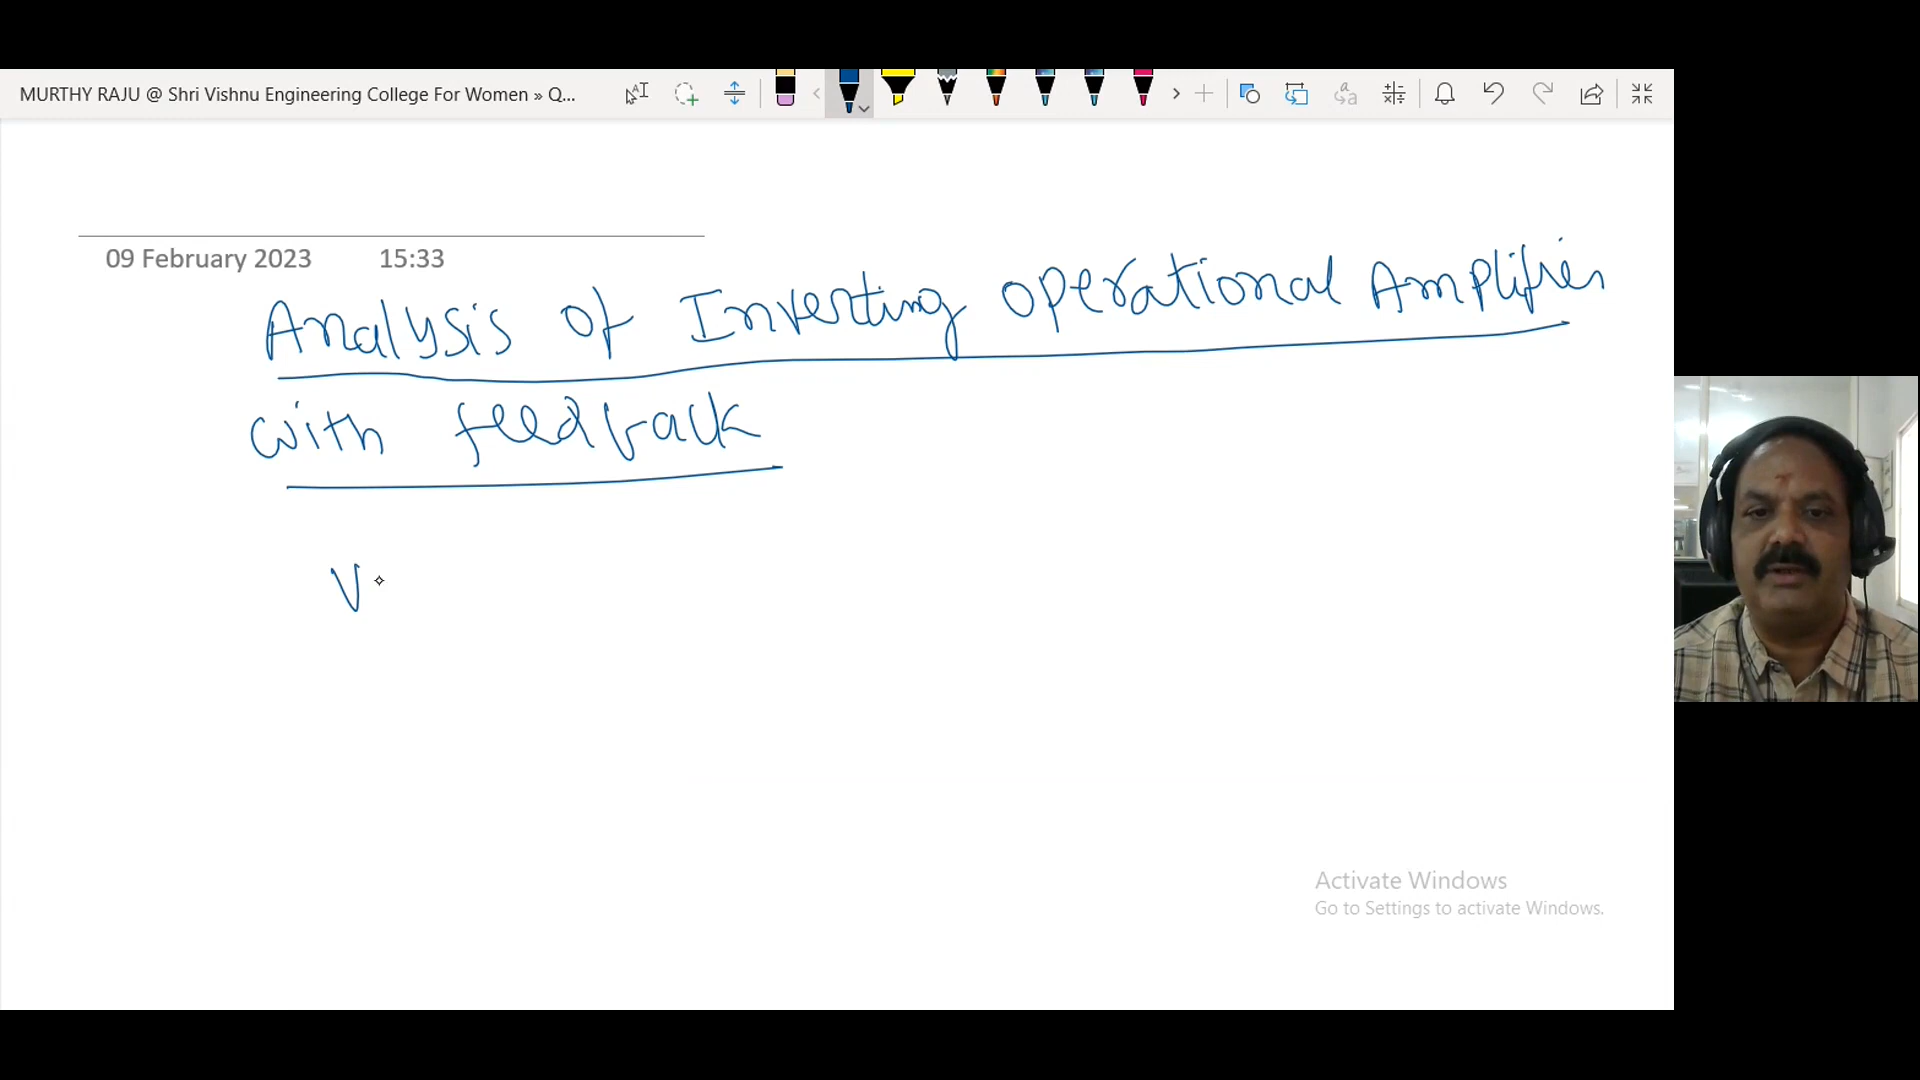 MURTHY RAJU @ Shri Vishnu Engineering College For Women » Q...
09 February 2023 15:33
Analysis of Inverting operational Amplifier
with feedback
V
Activate Windows
Go to Settings to activate Windows.